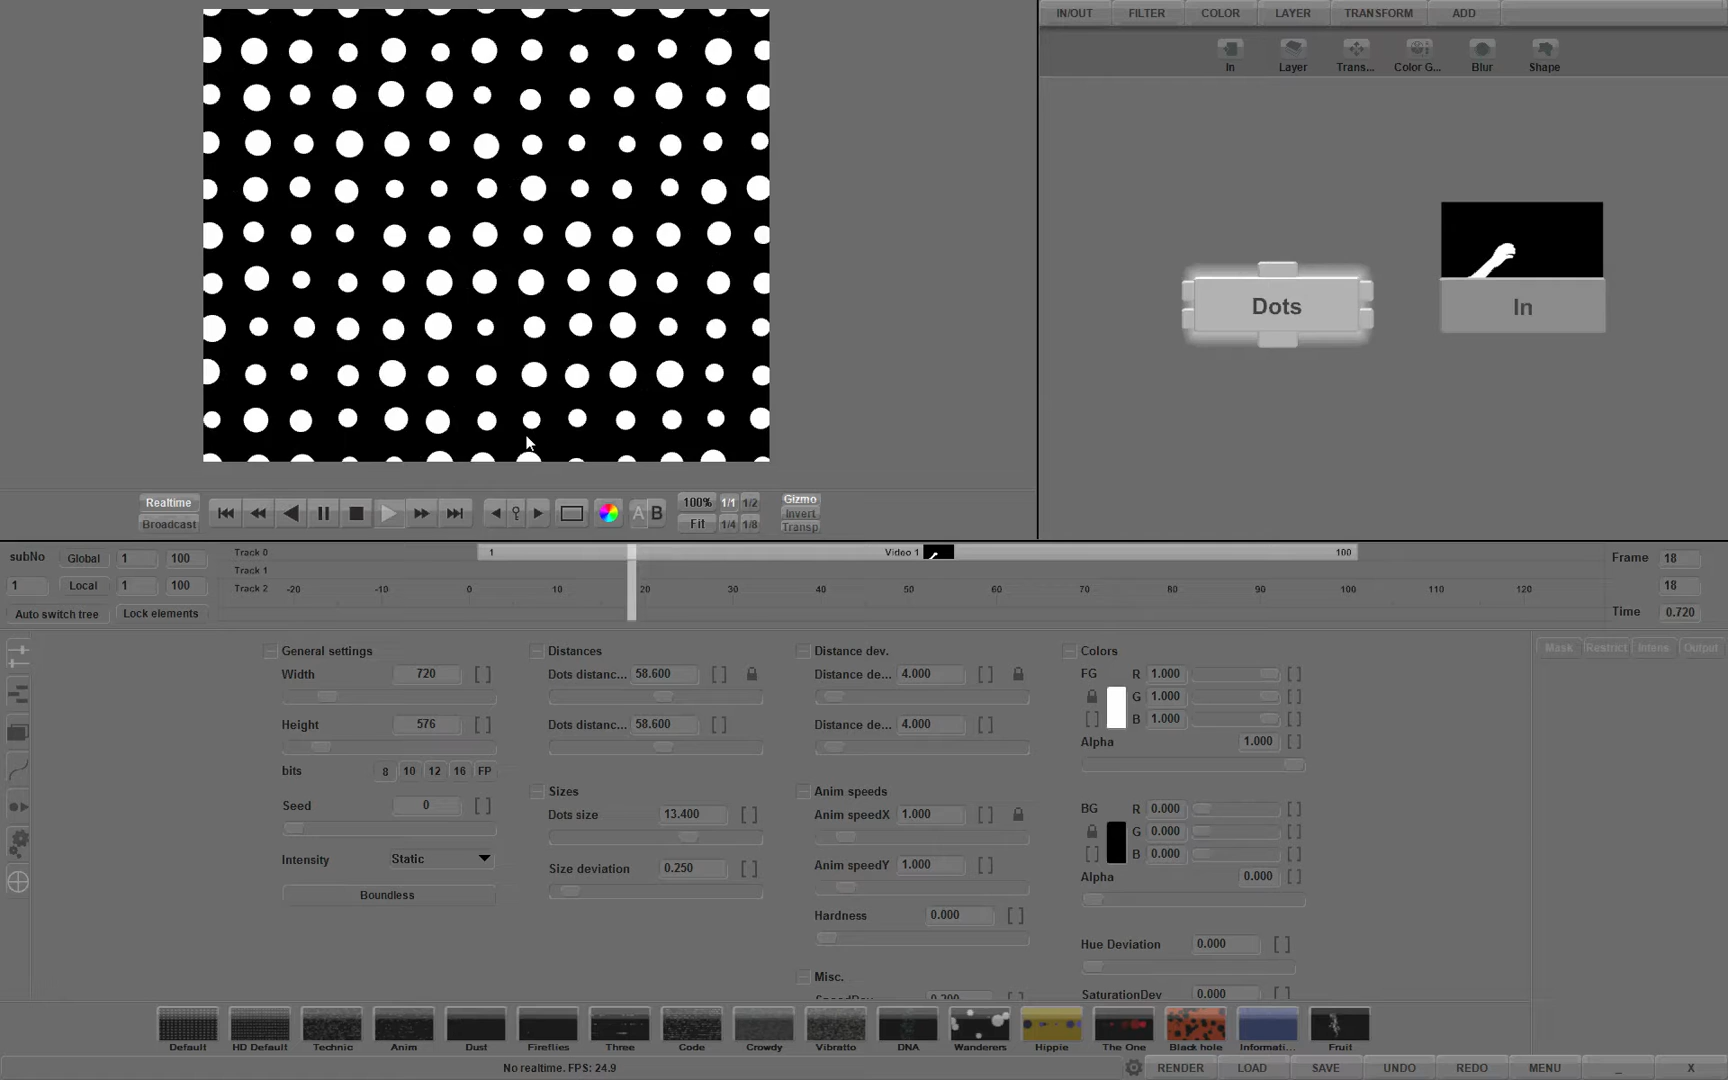 IN/OUT FILTER COLOR LAYER TRANSFORM ADD
In Layer Trans... Color G... Blur Shape
Dots In
Realtime
Broadcast
A B
100% 1/1 1/2
Fit 1/4 1/8
Gizmo
Invert
Transp
subNo Global 1 100
1 Local 1 100
Auto switch tree Lock elements
Track 0 1 Video 1 100
Track 1
Track 2 -20 -10 0 10 20 30 40 50 60 70 80 90 100 110 120
Frame 18
18
Time 0.720
General settings
Width 720 [ ]
Height 576 [ ]
bits 8 10 12 16 FP
Seed 0 [ ]
Intensity Static
Boundless
Distances
Dots distanc... 58.600 [ ]
Dots distanc... 58.600 [ ]
Sizes
Dots size 13.400 [ ]
Size deviation 0.250 [ ]
Distance dev.
Distance de... 4.000 [ ]
Distance de... 4.000 [ ]
Anim speeds
Anim speedX 1.000 [ ]
Anim speedY 1.000 [ ]
Hardness 0.000 [ ]
Misc.
SpeedDev 0.200
Colors
FG R 1.000 [ ]
G 1.000 [ ]
[ ] B 1.000 [ ]
Alpha 1.000 [ ]
BG R 0.000 [ ]
G 0.000 [ ]
[ ] B 0.000 [ ]
Alpha 0.000 [ ]
Hue Deviation 0.000 [ ]
SaturationDev 0.000 [ ]
Mask Restrict Intens Output
Default HD Default Technic Anim Dust Fireflies Three Code Crowdy Vibratto DNA Wanderers Hippie The One Black hole Informati... Fruit
No realtime. FPS: 24.9
RENDER LOAD SAVE UNDO REDO MENU _ X